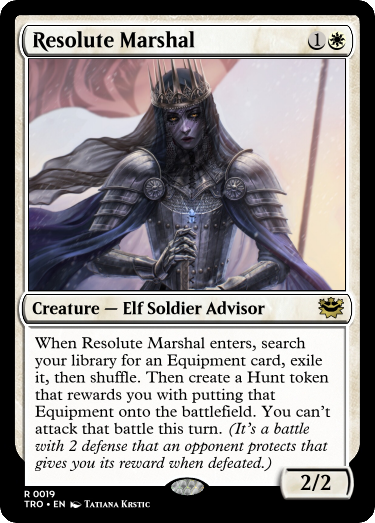 Resolute Marshal
1
Creature — Elf Soldier Advisor
When Resolute Marshal enters, search
your library for an Equipment card, exile
it, then shuffle. Then create a Hunt token
that rewards you with putting that
Equipment onto the battlefield. You can't
attack that battle this turn. (It's a battle
with 2 defense that an opponent protects that
gives you its reward when defeated.)
2/2
R 0019
TRO • EN Tatiana Krstic